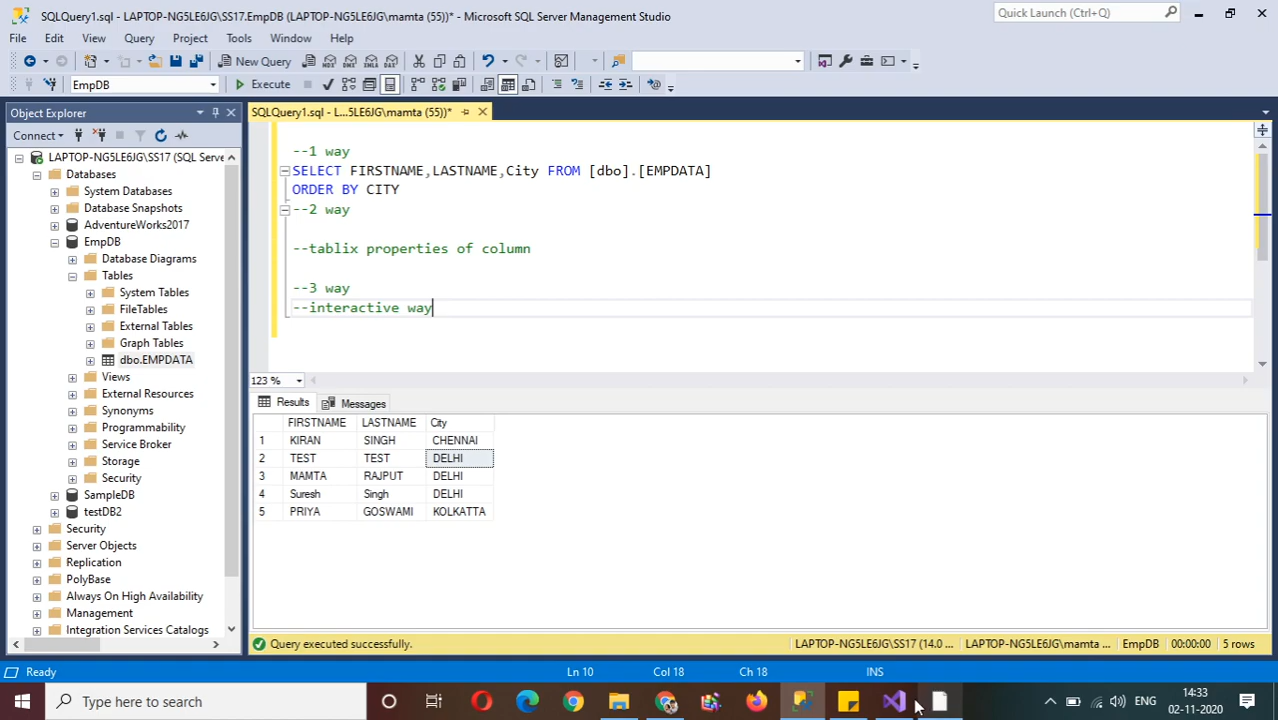 SQLQuery1.sql - LAPTOP-NG5LE6JG\SS17.EmpDB (LAPTOP-NG5LE6JG\mamta (55))* - Microsoft SQL Server Management Studio
Quick Launch (Ctrl+Q)
File Edit View Query Project Tools Window Help
New Query
EmpDB Execute
Object Explorer
SQLQuery1.sql - L...5LE6JG\mamta (55))*
Connect
LAPTOP-NG5LE6JG\SS17 (SQL Serve
Databases
System Databases
Database Snapshots
AdventureWorks2017
EmpDB
Database Diagrams
Tables
System Tables
FileTables
External Tables
Graph Tables
dbo.EMPDATA
Views
External Resources
Synonyms
Programmability
Service Broker
Storage
Security
SampleDB
testDB2
Security
Server Objects
Replication
PolyBase
Always On High Availability
Management
Integration Services Catalogs
--1 way
SELECT FIRSTNAME,LASTNAME,City FROM [dbo].[EMPDATA]
ORDER BY CITY
--2 way
--tablix properties of column
--3 way
--interactive way
123 %
Results Messages
FIRSTNAME LASTNAME City
1 KIRAN SINGH CHENNAI
2 TEST TEST DELHI
3 MAMTA RAJPUT DELHI
4 Suresh Singh DELHI
5 PRIYA GOSWAMI KOLKATTA
Query executed successfully.
LAPTOP-NG5LE6JG\SS17 (14.0 ... LAPTOP-NG5LE6JG\mamta ... EmpDB 00:00:00 5 rows
Ready Ln 10 Col 18 Ch 18 INS
Type here to search
ENG
14:33
02-11-2020